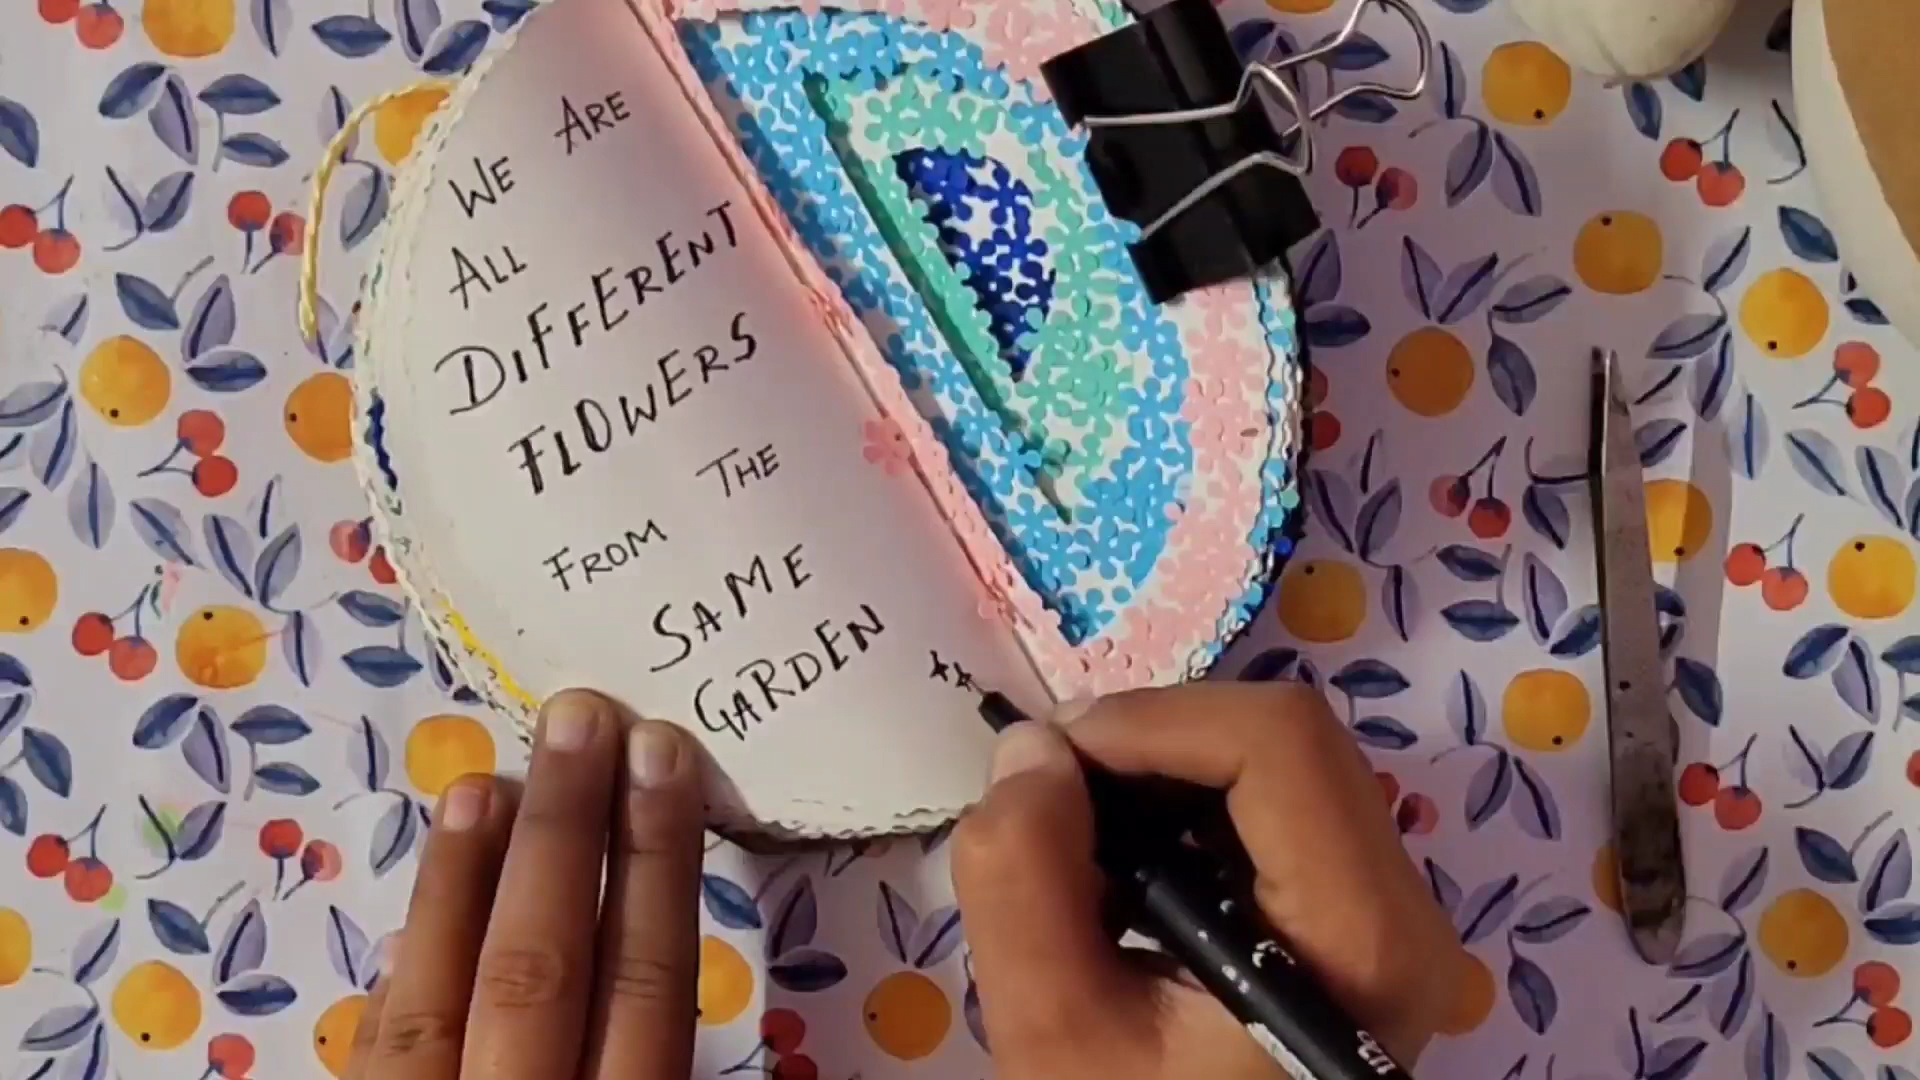 WE ARE
ALL
DIFFERENT
FLOWERS
FROM THE
SAME
GARDEN